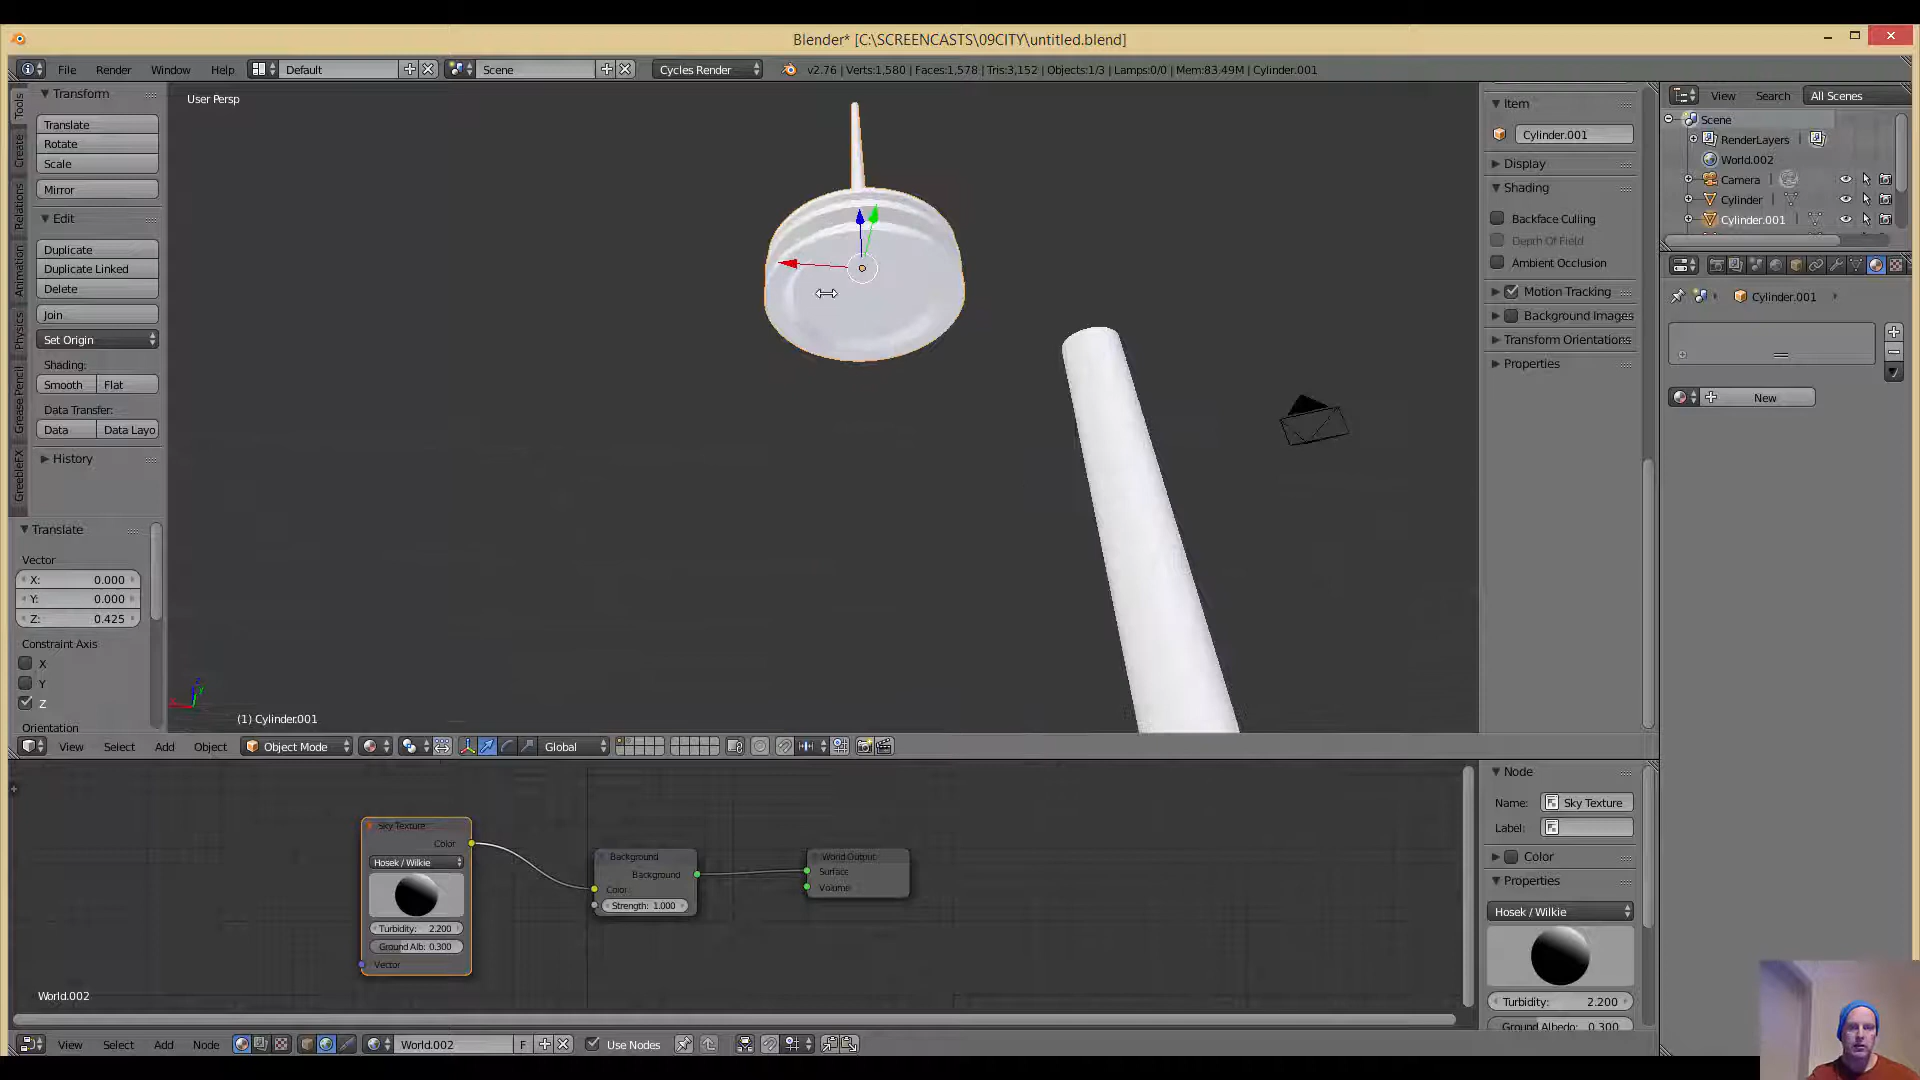 Blender* [C:\SCREENCASTS\09CITY\untitled.blend]
File Render Window Help Default Scene Cycles Render v2.76 | Verts:1,580 | Faces:1,578 | Tris:3,152 | Objects:1/3 | Lamps:0/0 | Mem:83.49M | Cylinder.001
Tools
Create
Relations
Animation
Physics
Grease Pencil
GreebleFX
Transform
Translate
Rotate
Scale
Mirror
Edit
Duplicate
Duplicate Linked
Delete
Join
Set Origin
Shading:
Smooth Flat
Data Transfer:
Data Data Layo
History
Translate
Vector
X: 0.000
Y: 0.000
Z: 0.425
Constraint Axis
X
Y
Z
Orientation
User Persp
(1) Cylinder.001
Item
Cylinder.001
Display
Shading
Backface Culling
Depth Of Field
Ambient Occlusion
Motion Tracking
Background Images
Transform Orientations
Properties
View Search All Scenes
Scene
RenderLayers
World.002
Camera
Cylinder
Cylinder.001
Cylinder.001
New
View Select Add Object Object Mode Global
Sky Texture
Color
Hosek / Wilkie
Turbidity: 2.200
Ground Alb: 0.300
Vector
Background
Background
Color
Strength: 1.000
World Output
Surface
Volume
World.002
Node
Name: Sky Texture
Label:
Color
Properties
Hosek / Wilkie
Turbidity: 2.200
Ground Albedo: 0.300
View Select Add Node World.002 F Use Nodes